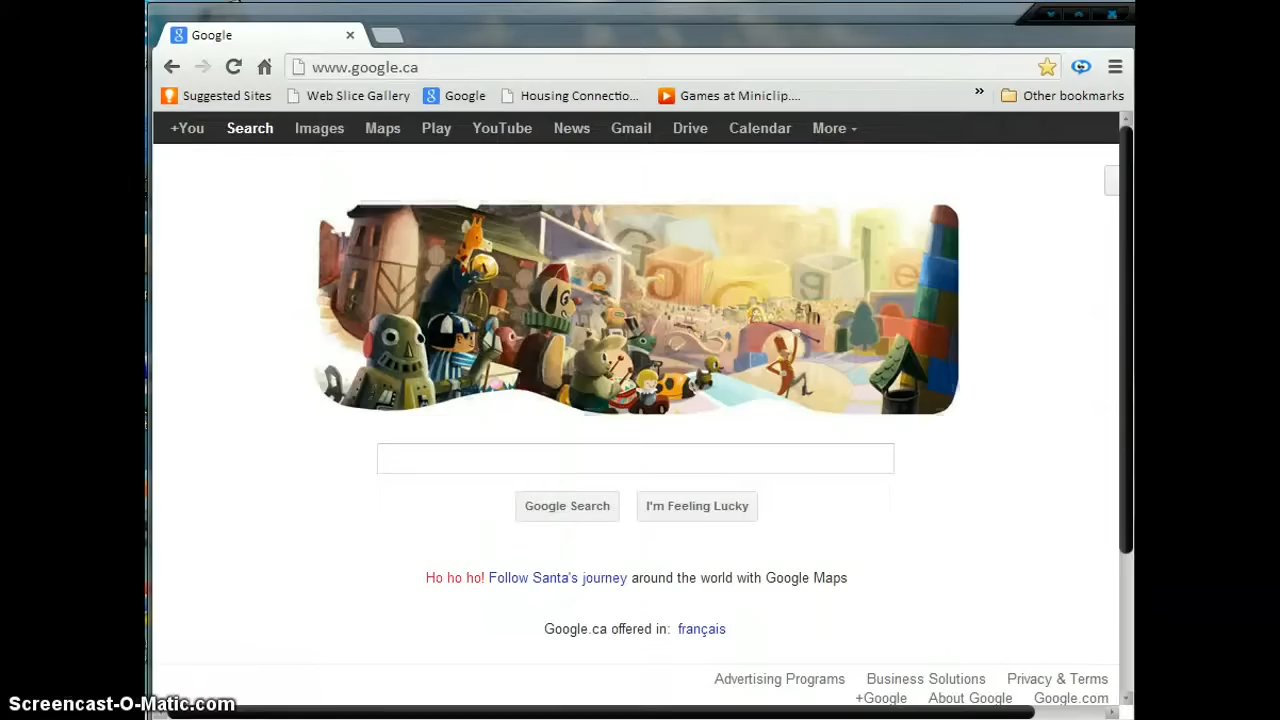 Google
www.google.ca
Suggested Sites Web Slice Gallery Google Housing Connectio... Games at Miniclip.... » Other bookmarks
+You Search Images Maps Play YouTube News Gmail Drive Calendar More
G o o g l e
Google Search I'm Feeling Lucky
Ho ho ho! Follow Santa's journey around the world with Google Maps
Google.ca offered in: français
Advertising Programs Business Solutions Privacy & Terms
+Google About Google Google.com
Screencast-O-Matic.com